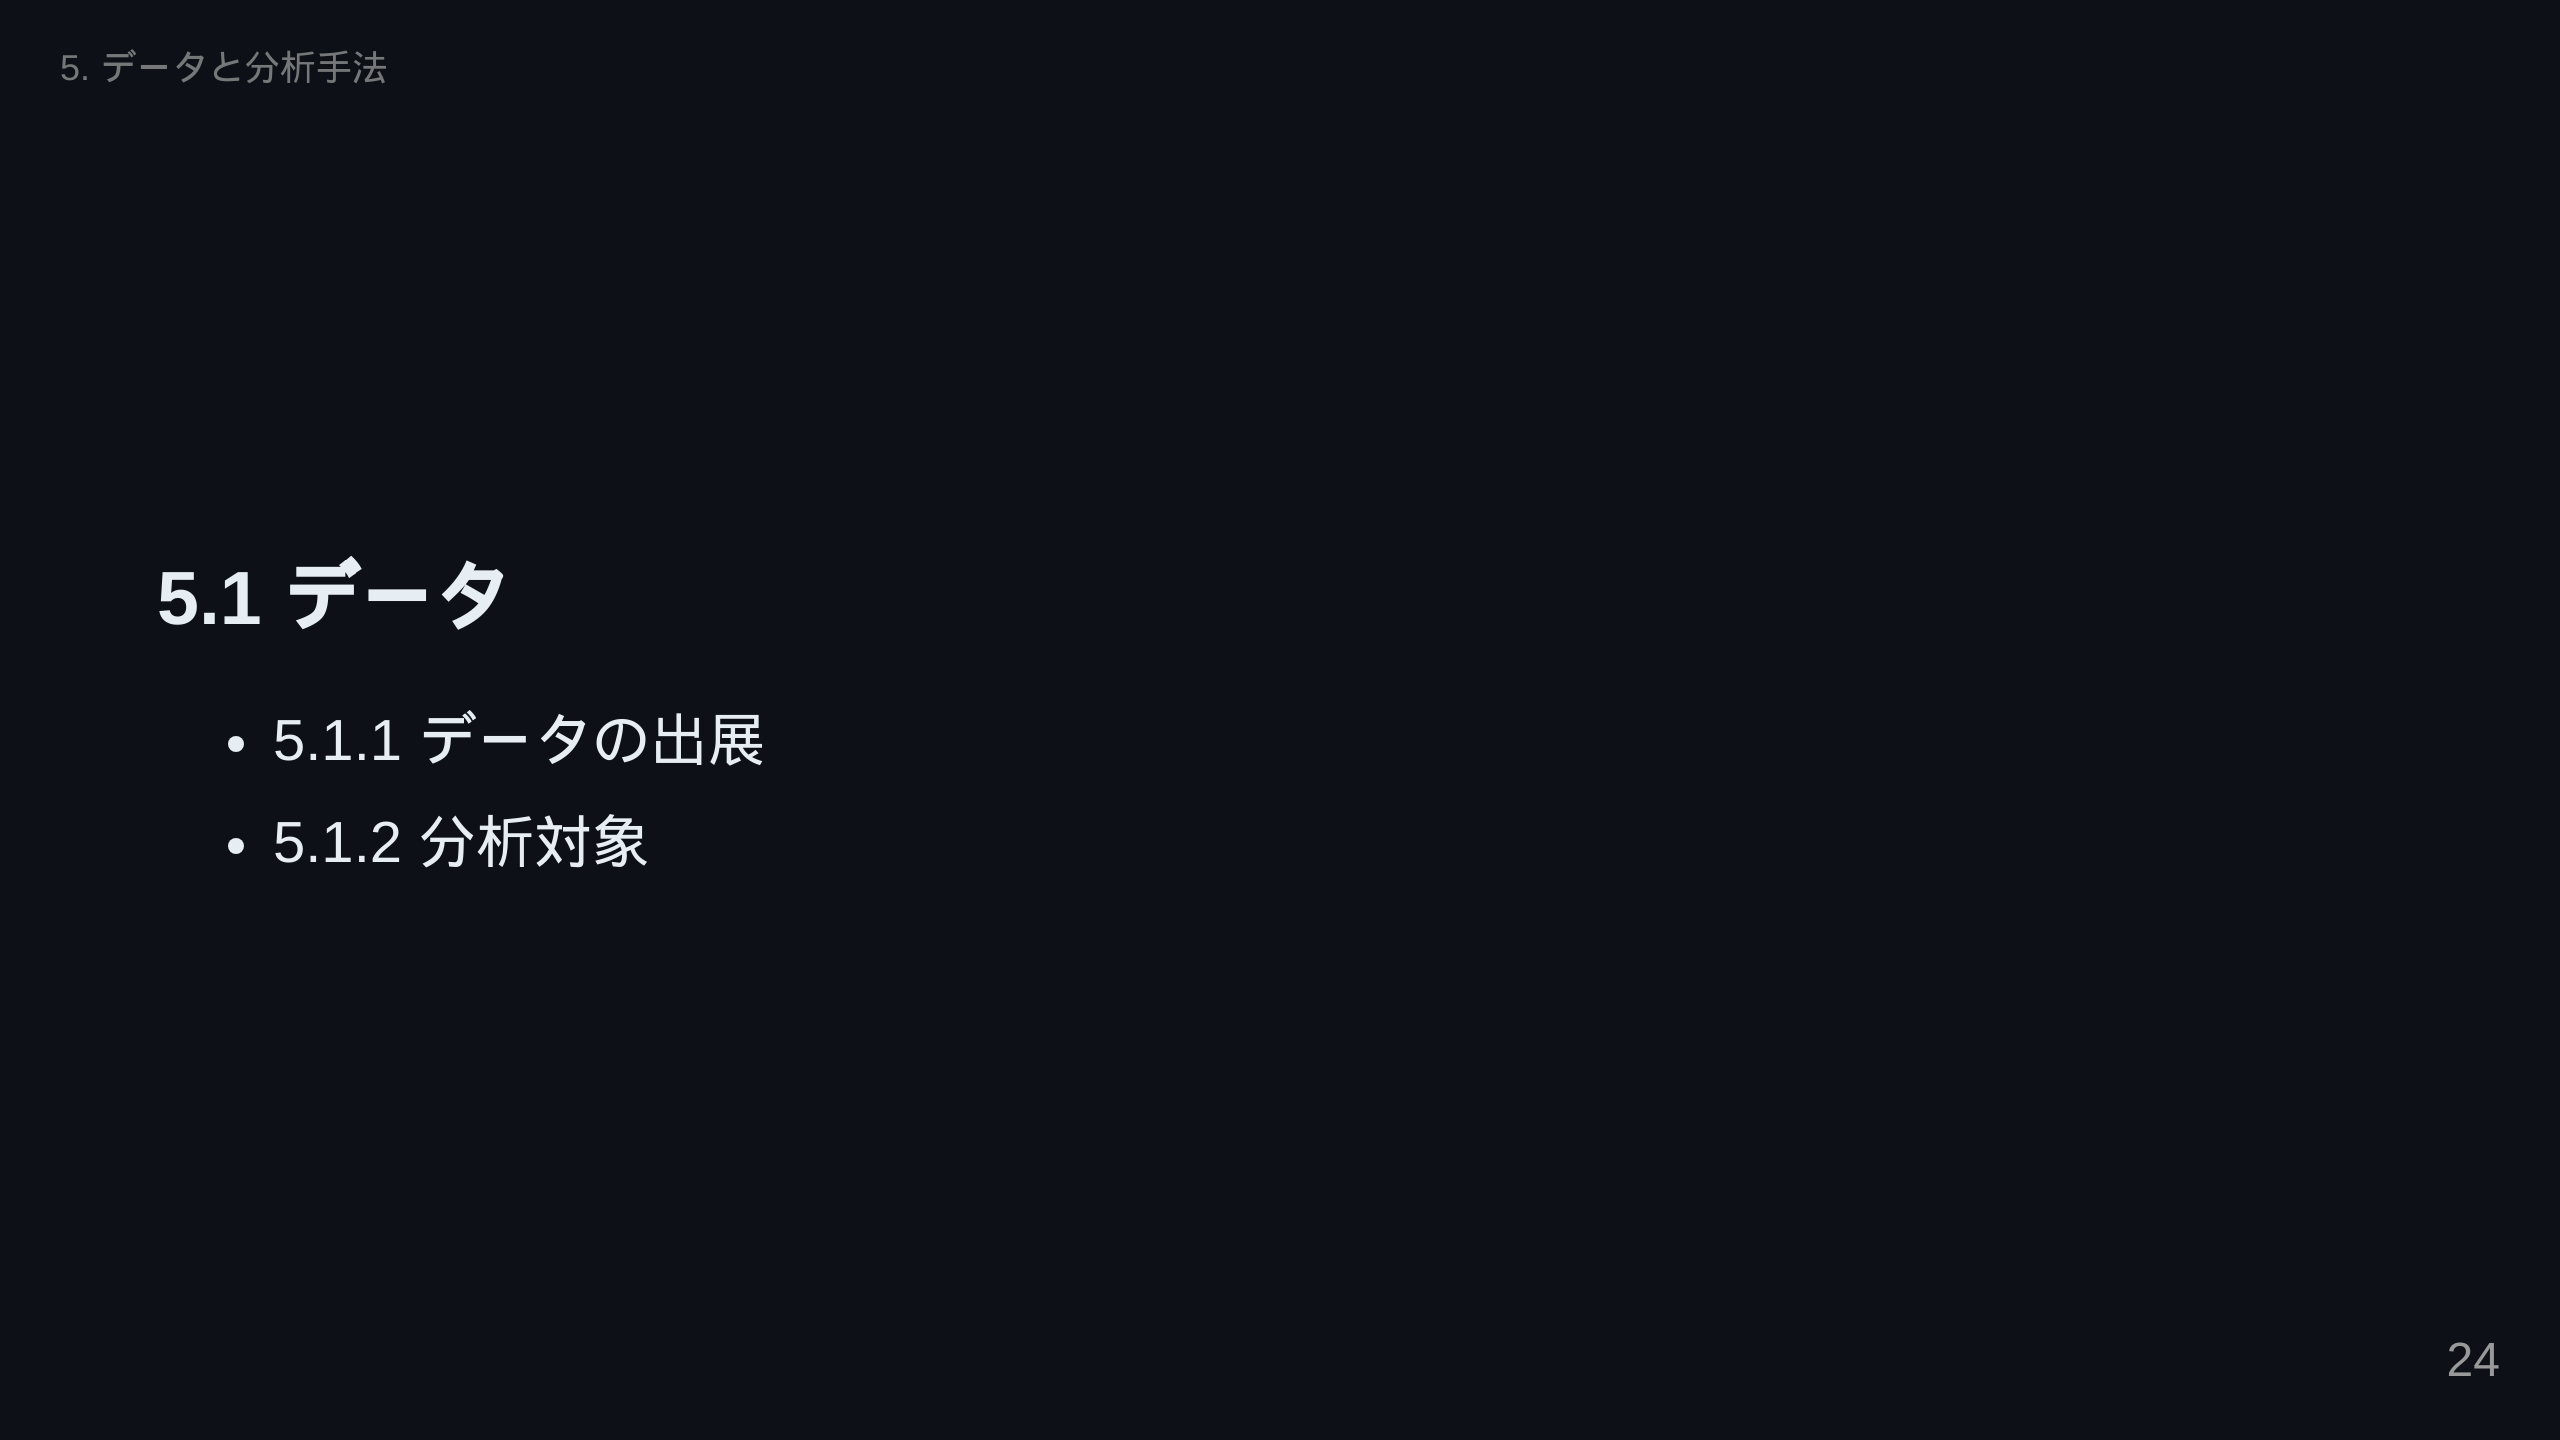 5. データと分析手法
5.1 データ
• 5.1.1 データの出展
• 5.1.2 分析対象
24